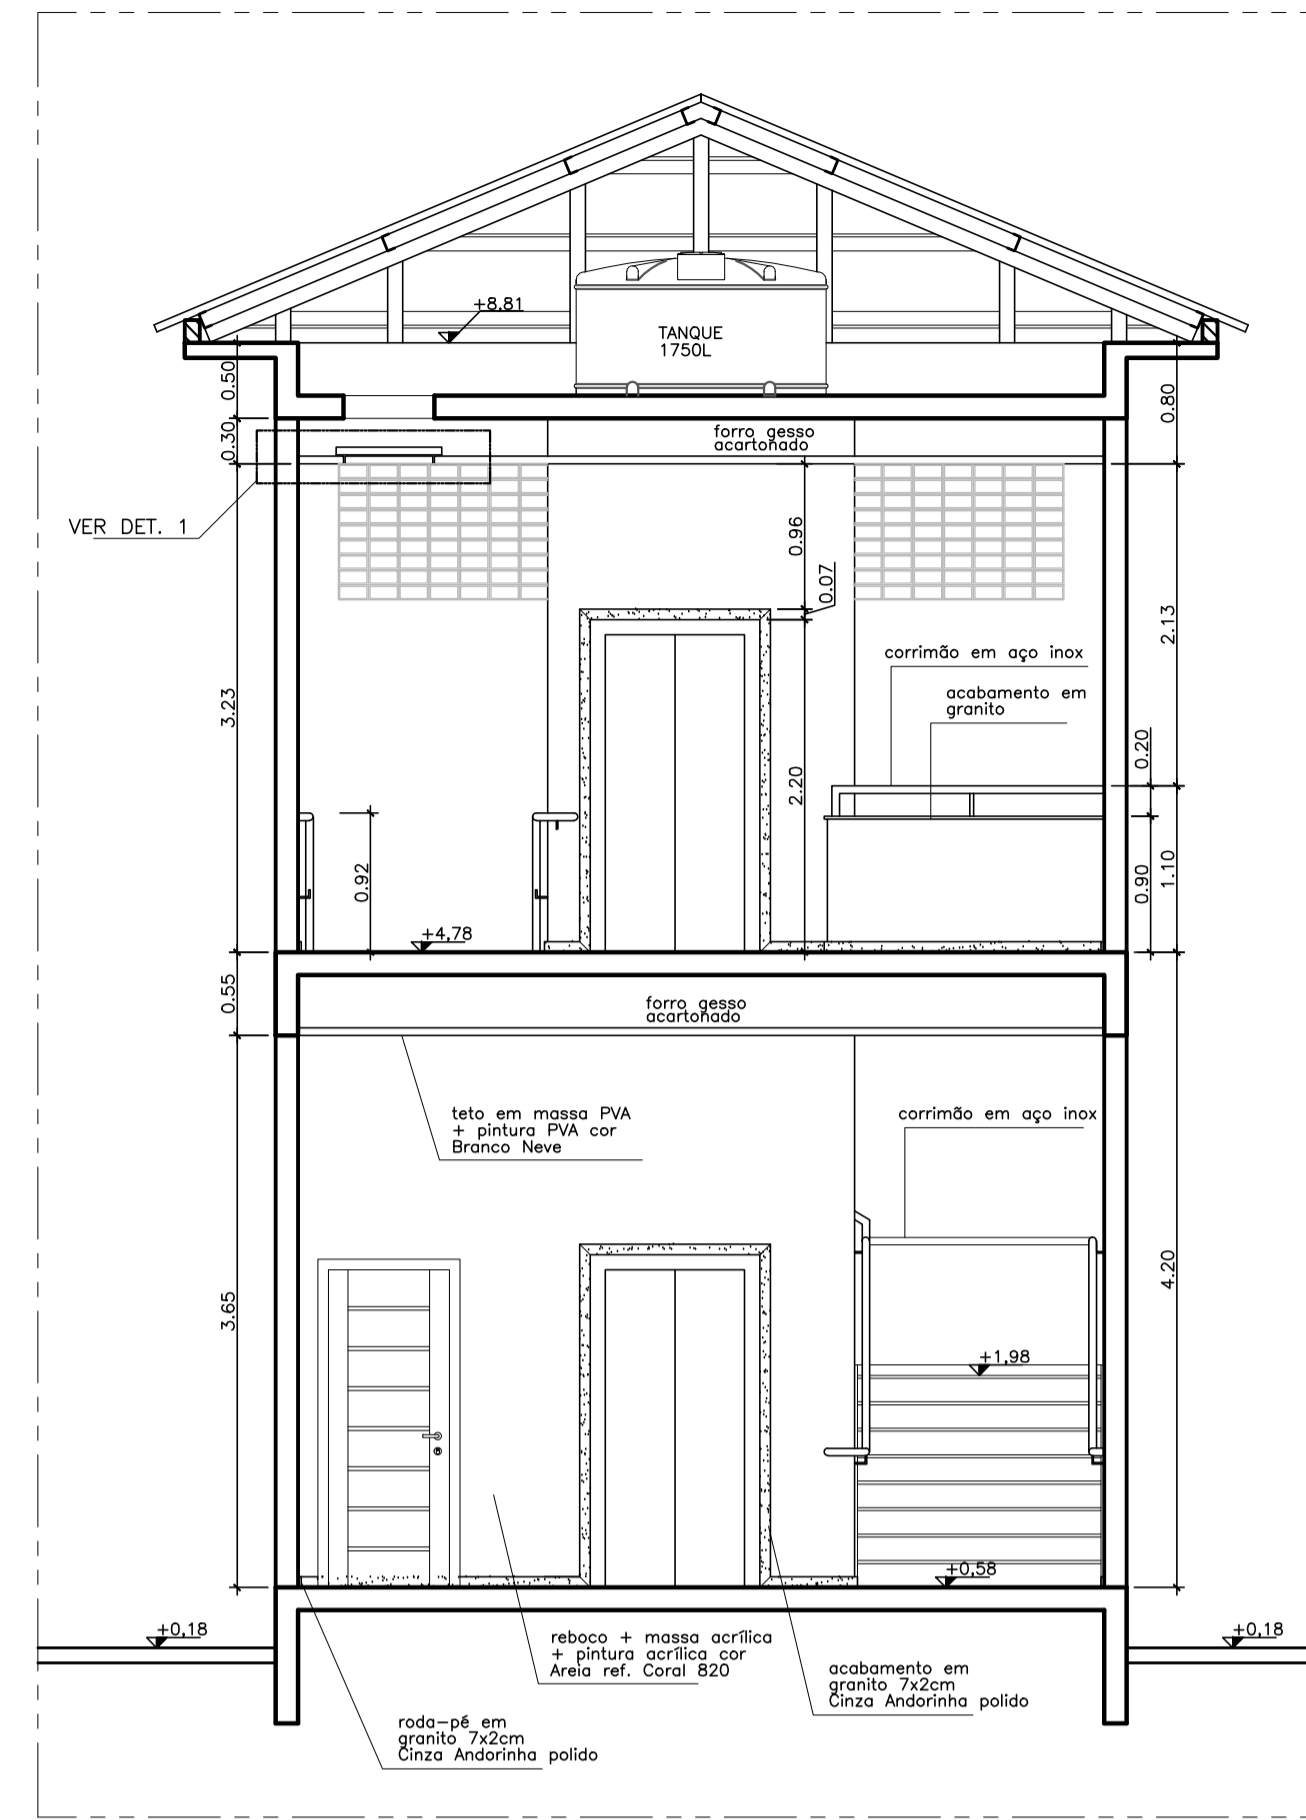 +8,81
TANQUE
1750L
0.50
0.80
0.30
forro gesso
acartonado
VER DET. 1
0.96
0.07
2.13
corrimão em aço inox
acabamento em
granito
3.23
0.20
2.20
0.92
0.90
1.10
+4,78
0.55
forro gesso
acartonado
teto em massa PVA
+ pintura PVA cor
Branco Neve
corrimão em aço inox
3.65
4.20
+1,98
+0,58
+0,18
+0,18
reboco + massa acrílica
+ pintura acrílica cor
Areia ref. Coral 820
acabamento em
granito 7x2cm
Cinza Andorinha polido
roda-pé em
granito 7x2cm
Cinza Andorinha polido